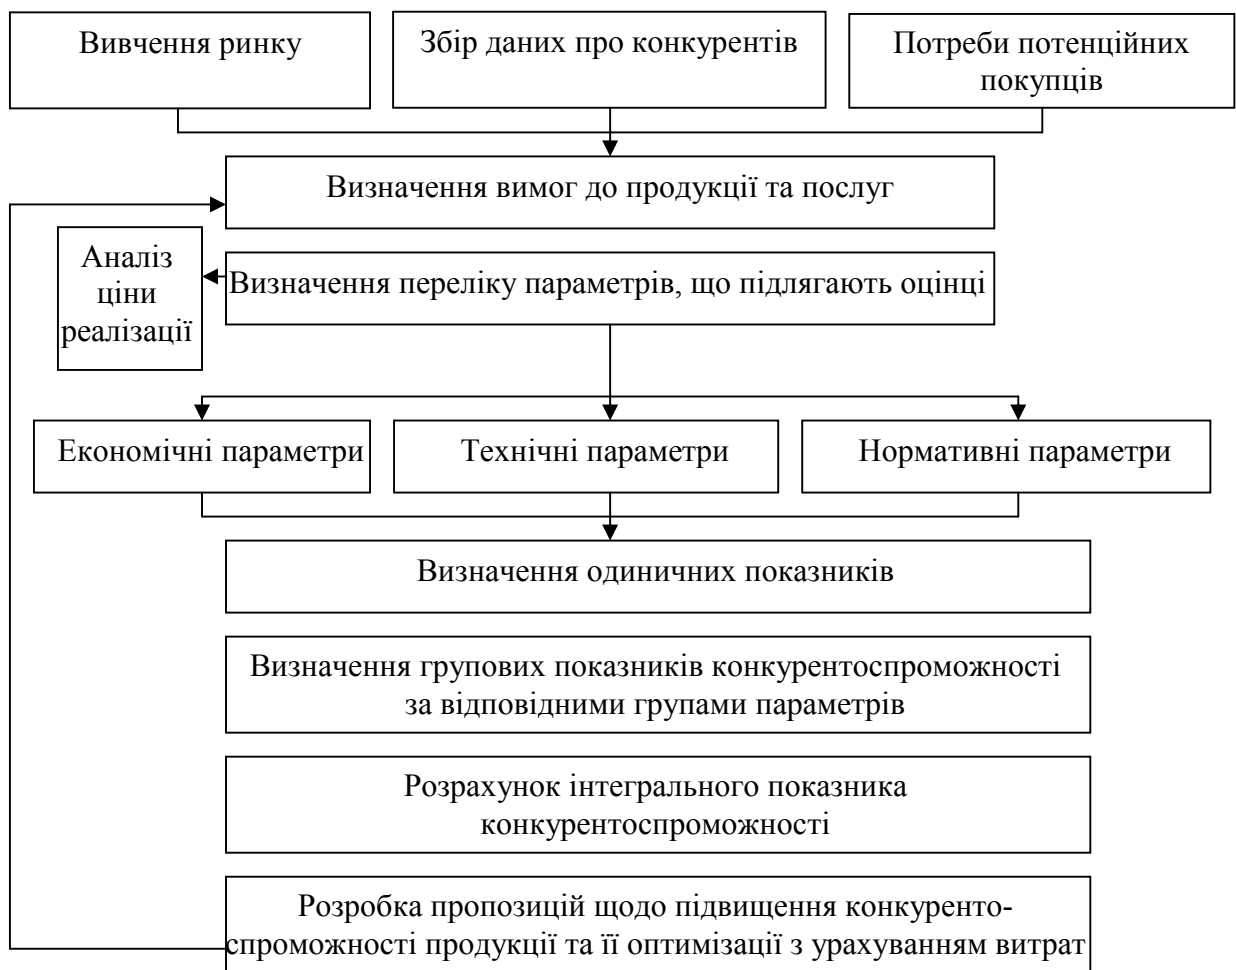 Вивчення ринку
Збір даних про конкурентів
Потреби потенційних
покупців
Визначення вимог до продукції та послуг
Аналіз
ціни
реалізації
Визначення переліку параметрів, що підлягають оцінці
Економічні параметри
Технічні параметри
Нормативні параметри
Визначення одиничних показників
Визначення групових показників конкурентоспроможності
за відповідними групами параметрів
Розрахунок інтегрального показника
конкурентоспроможності
Розробка пропозицій щодо підвищення конкуренто-
спроможності продукції та її оптимізації з урахуванням витрат